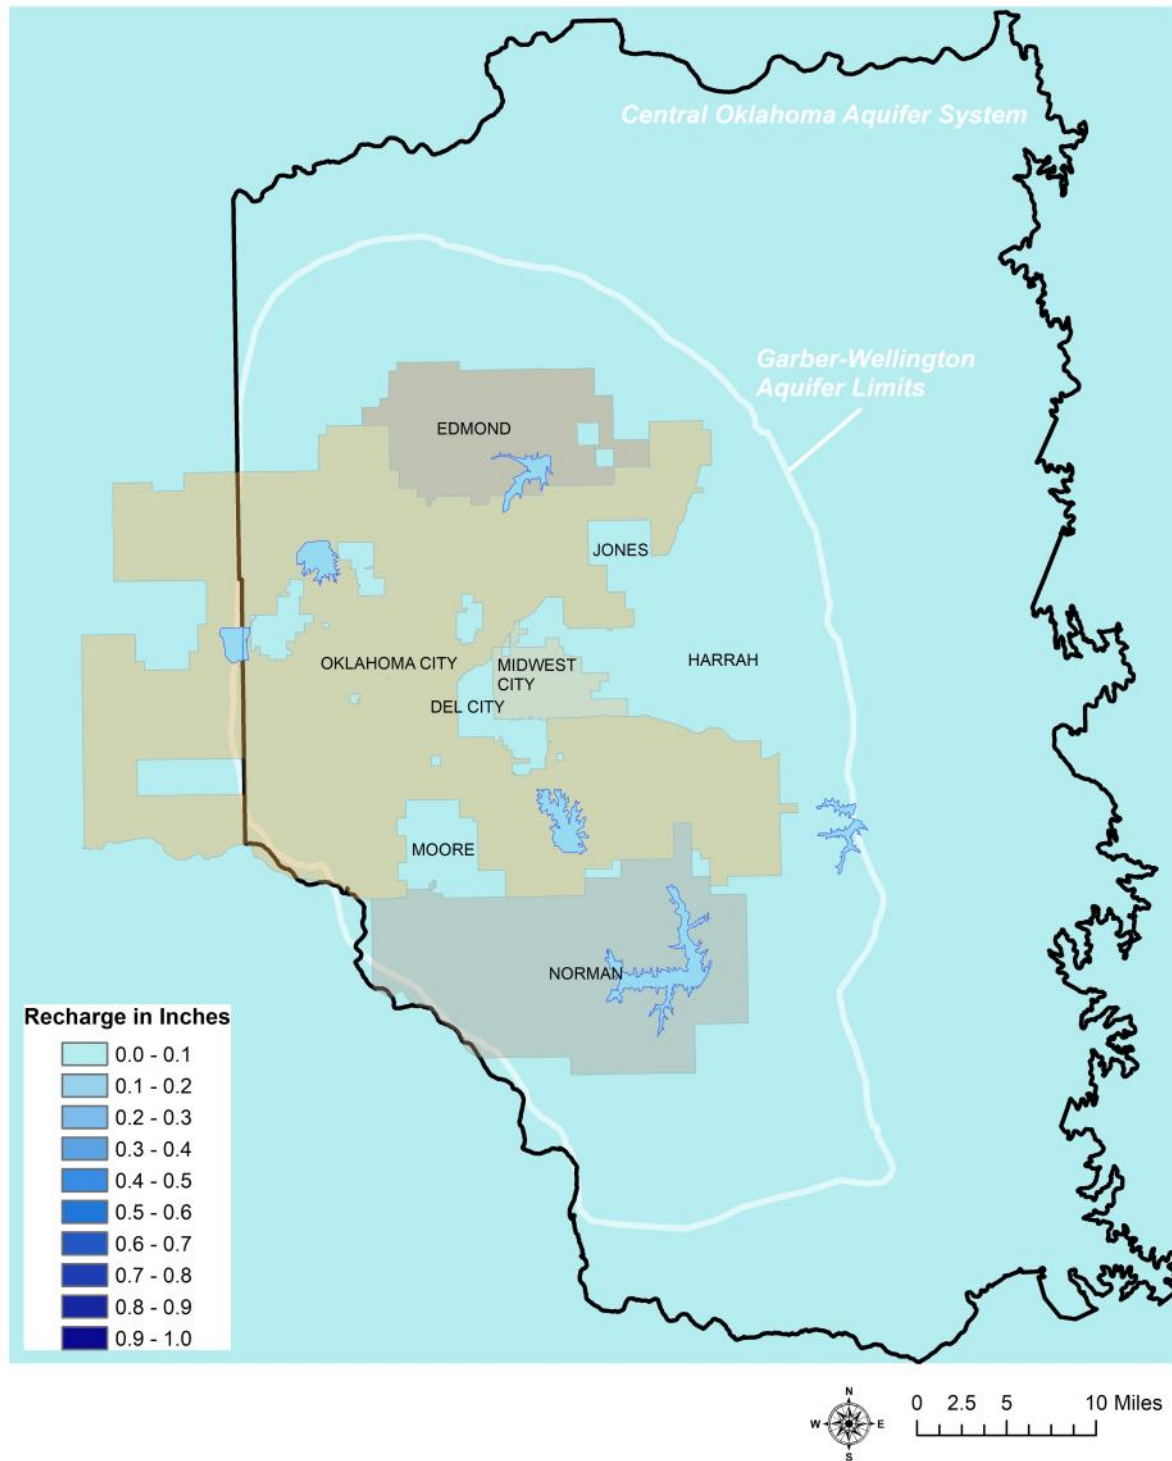 Central Oklahoma Aquifer System
Garber-Wellington
Aquifer Limits
EDMOND
JONES
OKLAHOMA CITY
MIDWEST
CITY
HARRAH
DEL CITY
MOORE
NORMAN
Recharge in Inches
0.0 - 0.1
0.1 - 0.2
0.2 - 0.3
0.3 - 0.4
0.4 - 0.5
0.5 - 0.6
0.6 - 0.7
0.7 - 0.8
0.8 - 0.9
0.9 - 1.0
N
W E
S
0 2.5 5 10 Miles